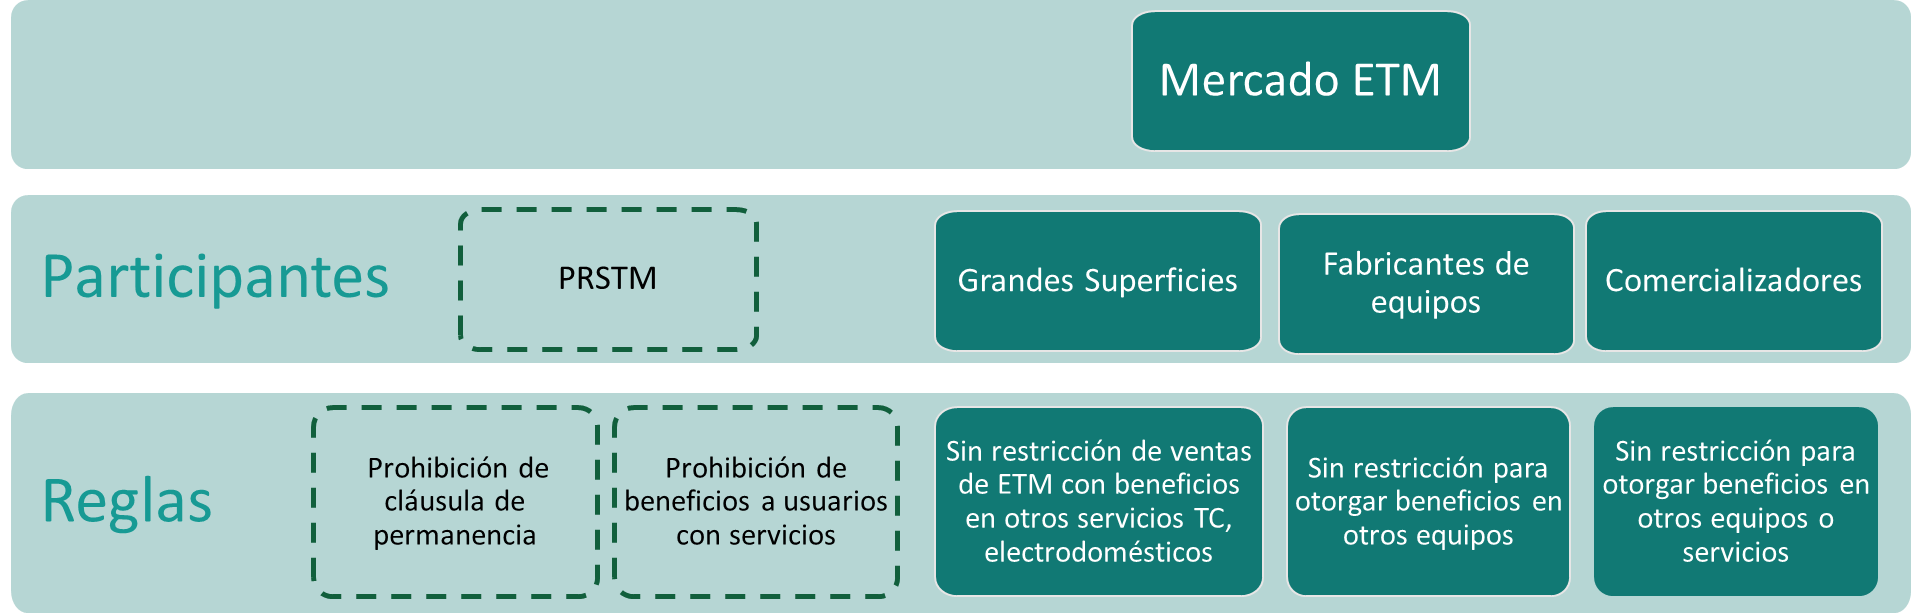 Mercado ETM
Participantes
PRSTM
Grandes Superficies
Fabricantes de
equipos
Comercializadores
Reglas
Prohibición de
cláusula de
permanencia
Prohibición de
beneficios a usuarios
con servicios
Sin restricción de ventas
de ETM con beneficios
en otros servicios TC,
electrodomésticos
Sin restricción para
otorgar beneficios en
otros equipos
Sin restricción para
otorgar beneficios en
otros equipos o
servicios